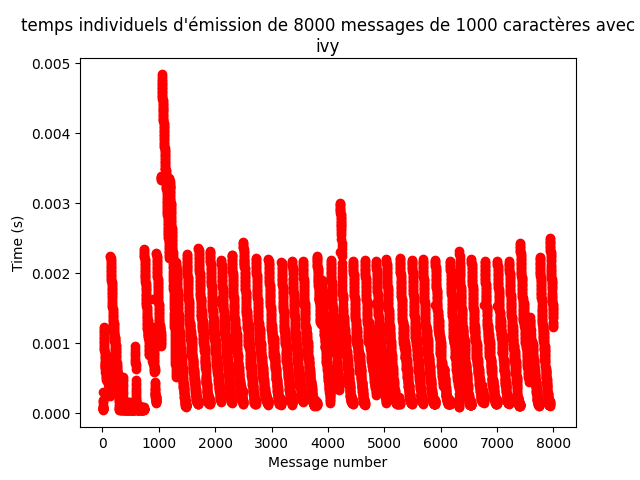 temps individuels d'émission de 8000 messages de 1000 caractères avec
ivy
0.005
0.004
0.003
0.002
0.001
0.000
Time (s)
0 1000 2000 3000 4000 5000 6000 7000 8000
Message number